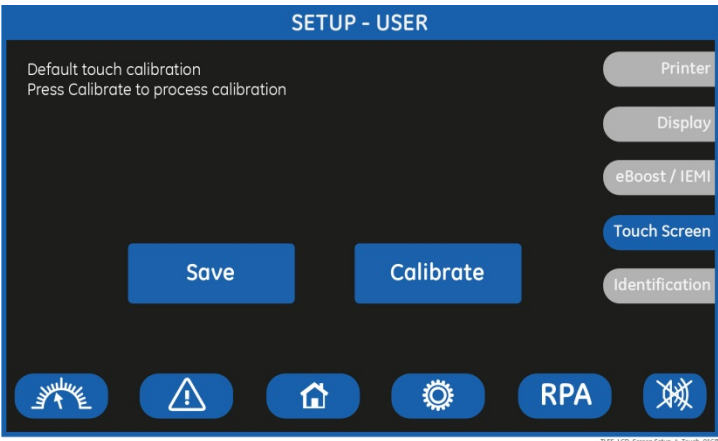 SETUP - USER
Default touch calibration
Press Calibrate to process calibration
Printer
Display
eBoost / IEMI
Touch Screen
Save
Calibrate
Identification
RPA